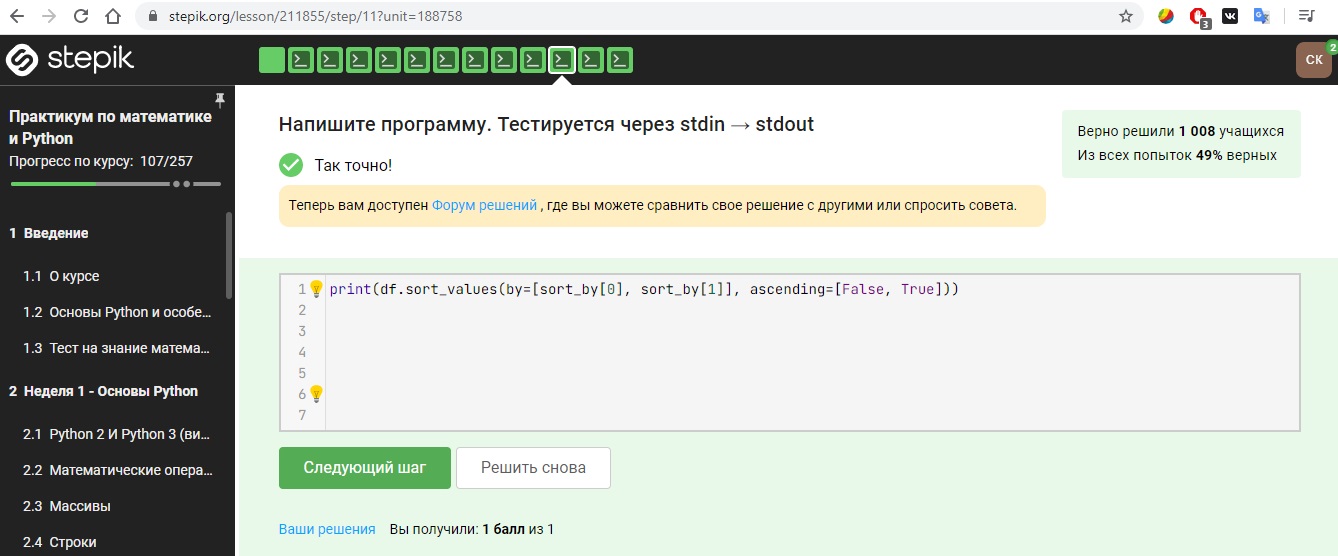 stepik.org/lesson/211855/step/11?unit=188758
3
stepik
СК
2
Практикум по математике
и Python
Прогресс по курсу: 107/257
1 Введение
1.1 О курсе
1.2 Основы Python и особе...
1.3 Тест на знание матема...
2 Неделя 1 - Основы Python
2.1 Python 2 И Python 3 (ви...
2.2 Математические опера...
2.3 Массивы
2.4 Строки
Напишите программу. Тестируется через stdin → stdout
Так точно!
Теперь вам доступен Форум решений , где вы можете сравнить свое решение с другими или спросить совета.
Верно решили 1 008 учащихся
Из всех попыток 49% верных
1 print(df.sort_values(by=[sort_by[0], sort_by[1]], ascending=[False, True]))
2
3
4
5
6
7
Следующий шаг Решить снова
Ваши решения Вы получили: 1 балл из 1